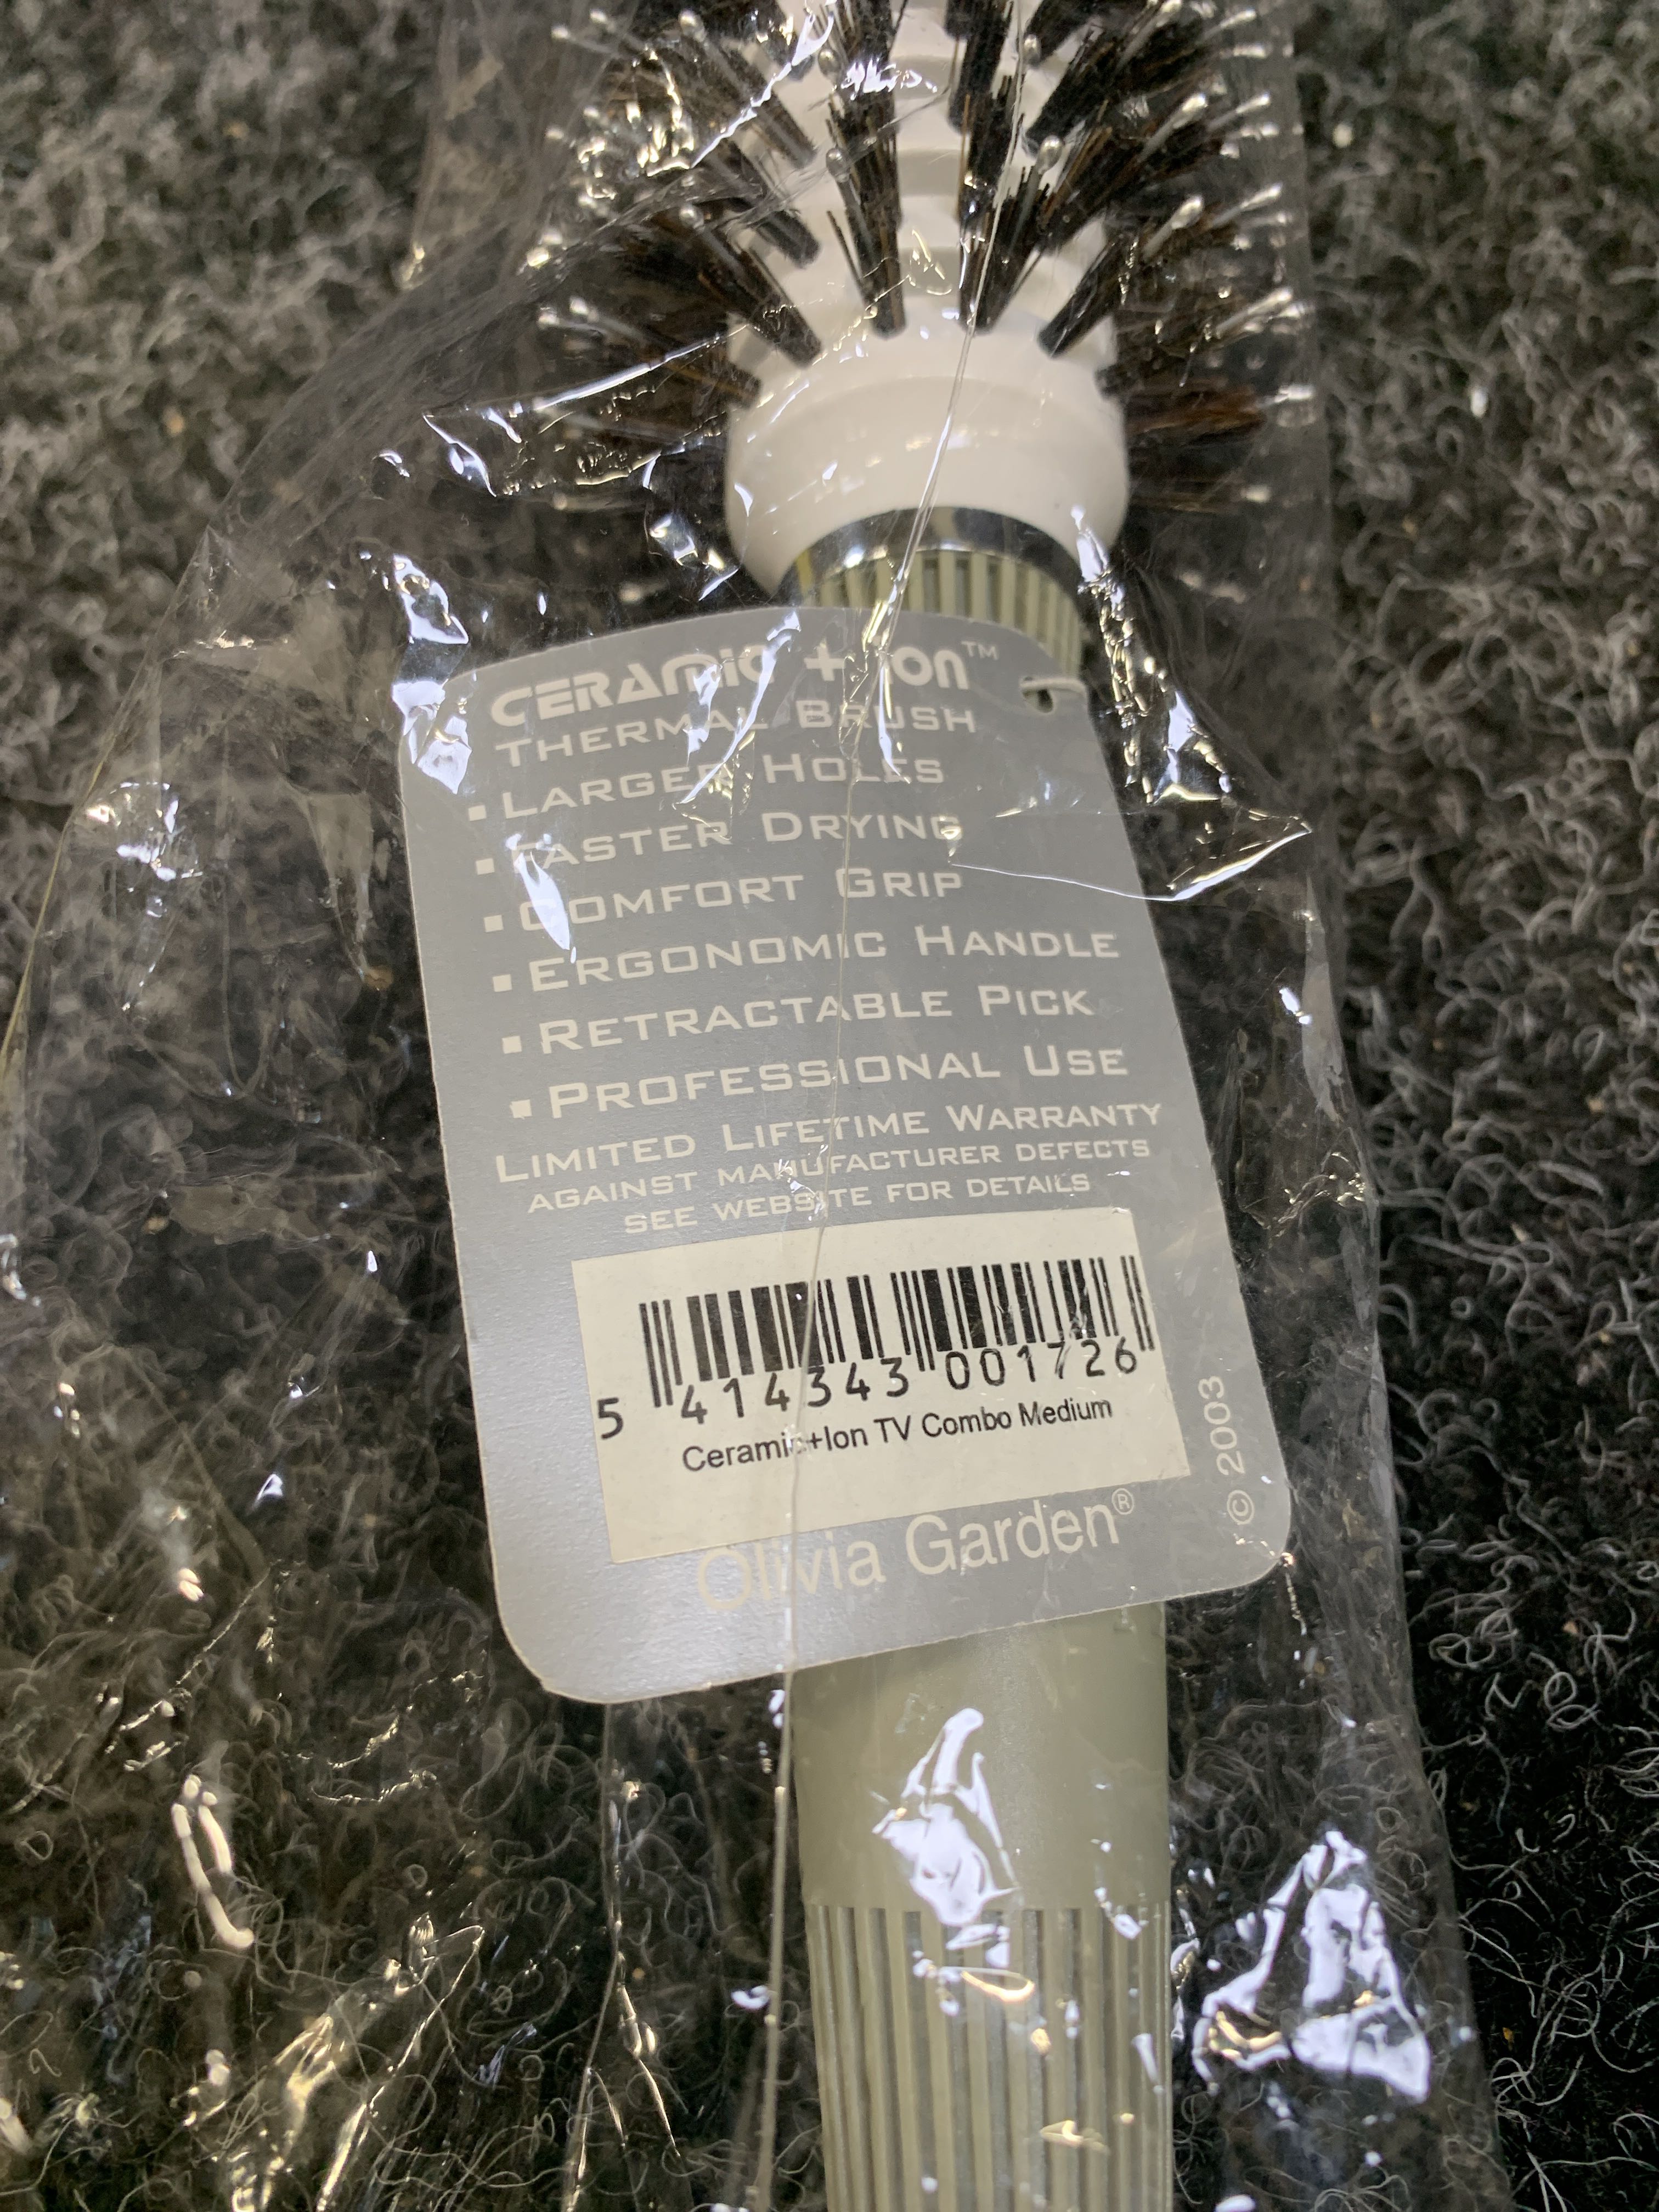 CERAMIC + ION™
THERMAL BRUSH
▪ LARGER HOLES
▪ FASTER DRYING
▪ COMFORT GRIP
▪ ERGONOMIC HANDLE
▪ RETRACTABLE PICK
▪ PROFESSIONAL USE
LIMITED LIFETIME WARRANTY
AGAINST MANUFACTURER DEFECTS
SEE WEBSITE FOR DETAILS
5 414343 001726
Ceramic+Ion TV Combo Medium
Olivia Garden®
© 2003